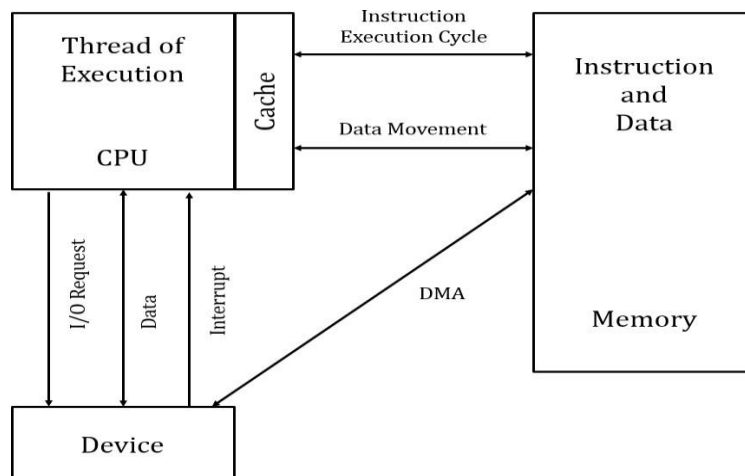 Thread of
Execution
CPU
Cache
Instruction
Execution Cycle
Data Movement
Instruction
and
Data
Memory
I/O Request
Data
Interrupt
DMA
Device